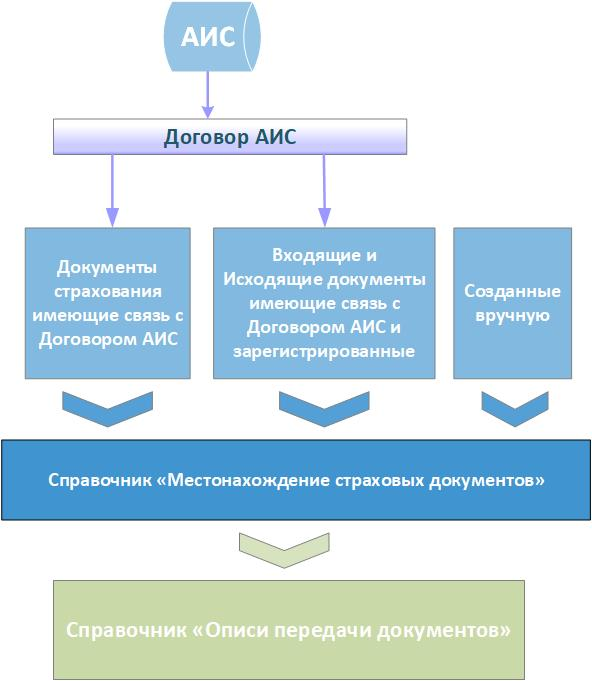 АИС
Договор АИС
Документы
страхования
имеющие связь с
Договором АИС
Входящие и
Исходящие документы
имеющие связь с
Договором АИС и
зарегистрированные
Созданные
вручную
Справочник «Местонахождение страховых документов»
Справочник «Описи передачи документов»